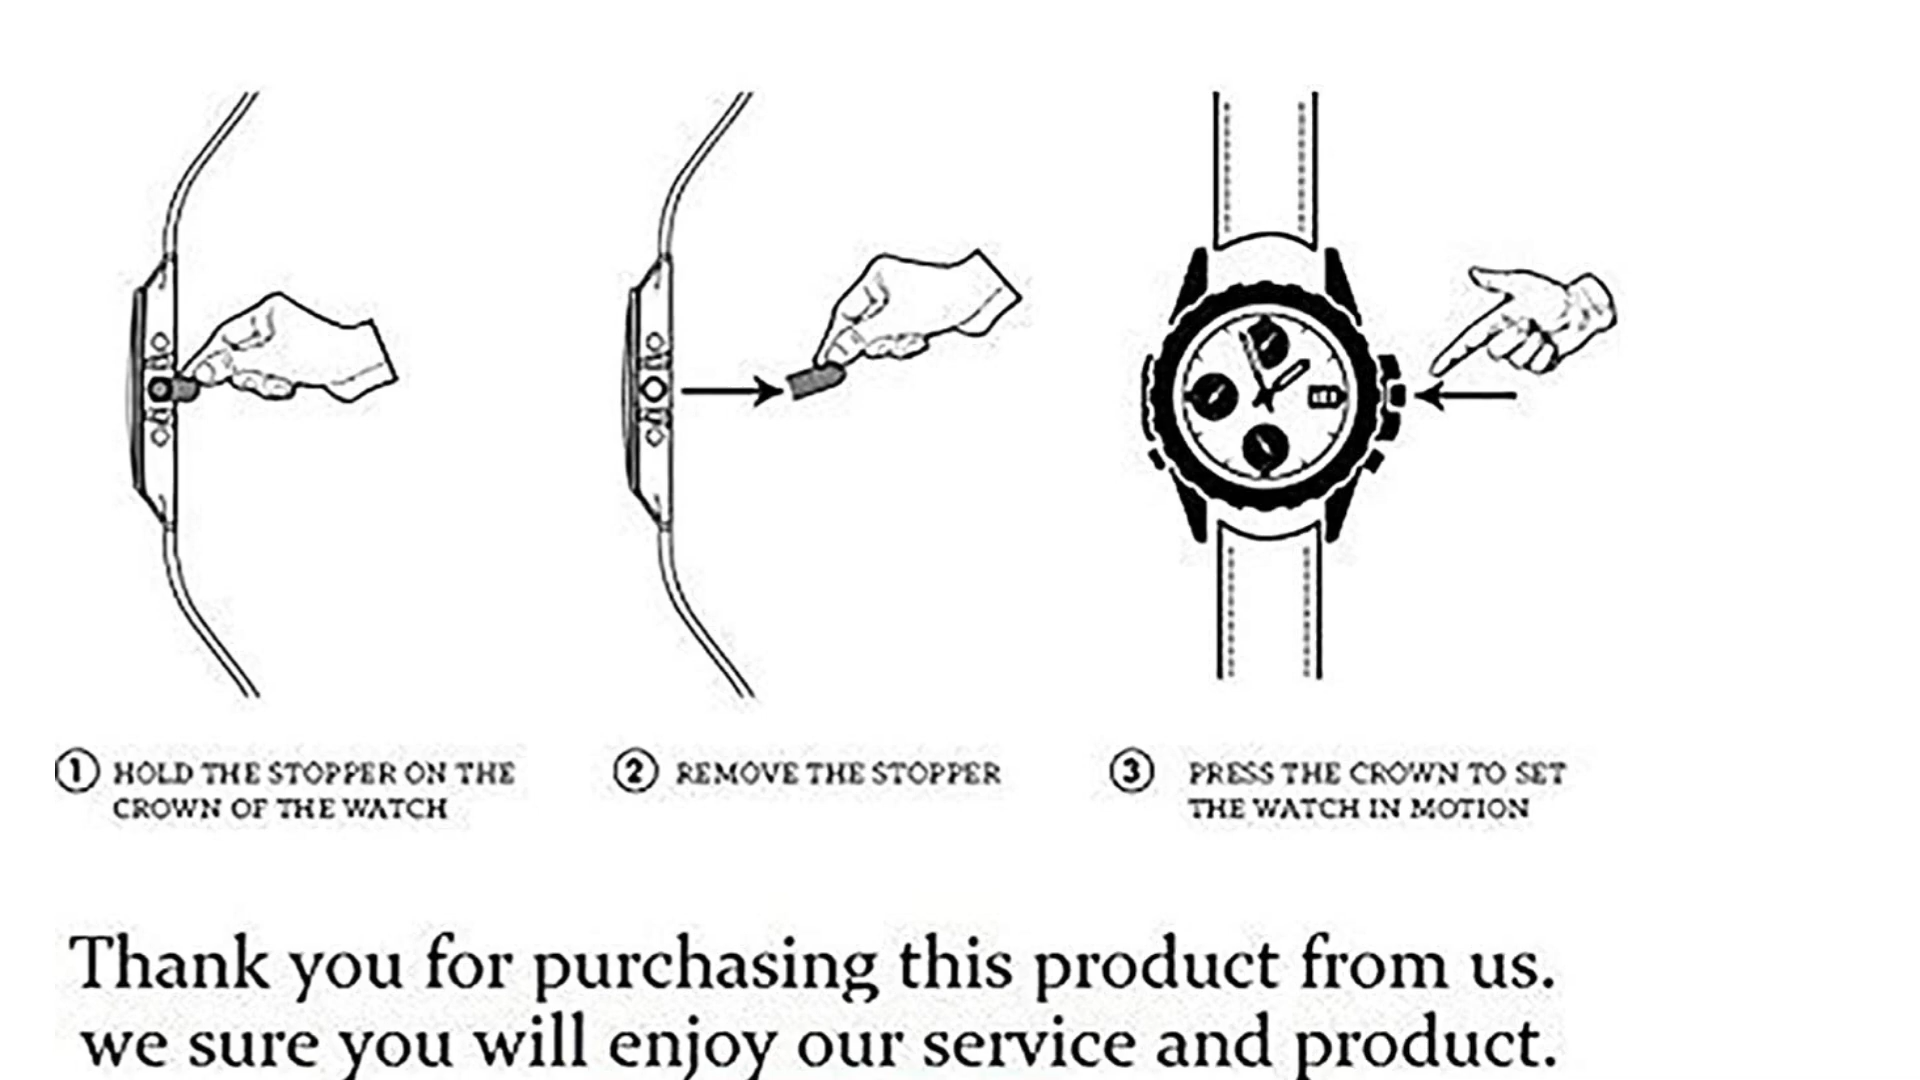 1 HOLD THE STOPPER ON THE
CROWN OF THE WATCH
2 REMOVE THE STOPPER
3 PRESS THE CROWN TO SET
THE WATCH IN MOTION
Thank you for purchasing this product from us.
we sure you will enjoy our service and product.